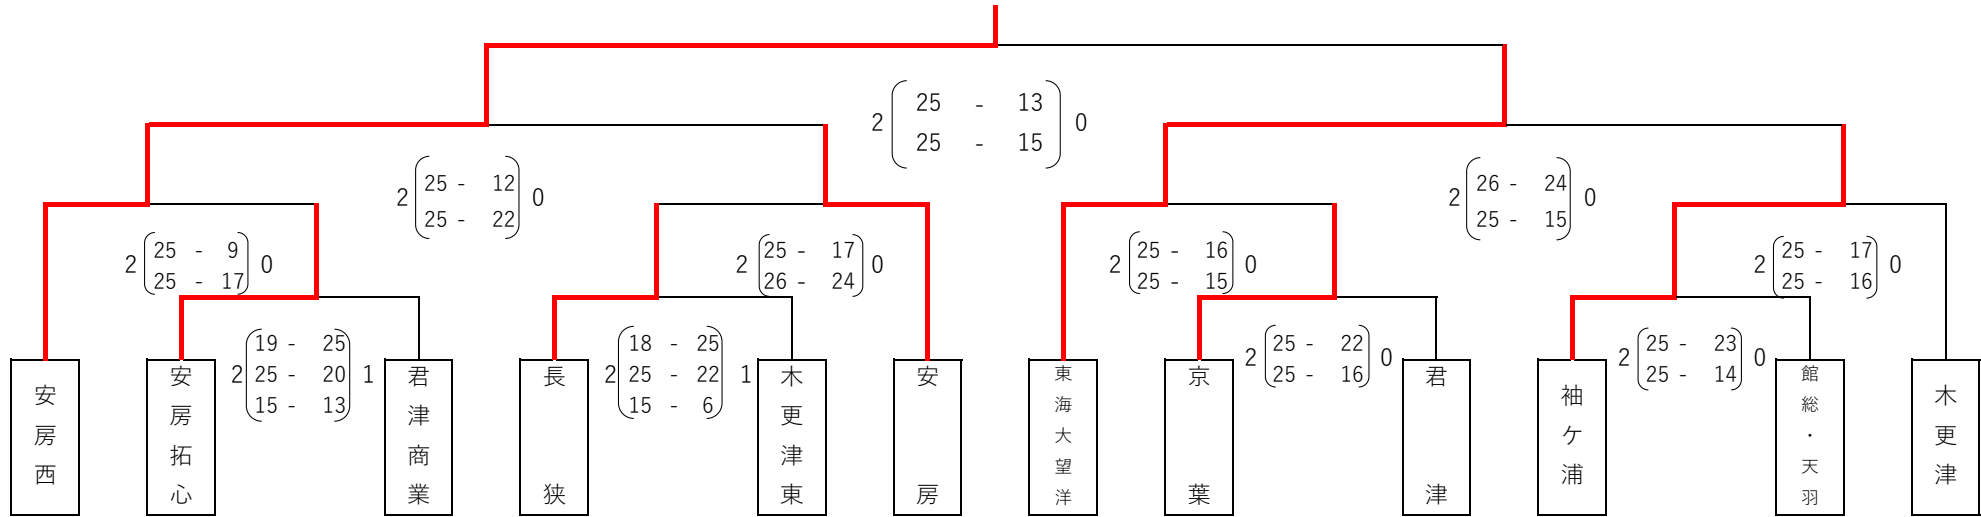 2 25 - 13 0
25 - 15
2 25 - 12 0
25 - 22
2 26 - 24 0
25 - 15
2 25 - 9 0
25 - 17
2 25 - 17 0
26 - 24
2 25 - 16 0
25 - 15
2 25 - 17 0
25 - 16
2 19 - 25 1
25 - 20
15 - 13
2 18 - 25 1
25 - 22
15 - 6
2 25 - 22 0
25 - 16
2 25 - 23 0
25 - 14
安房西
安房拓心
君津商業
長狭
木更津東
安房
東海大望洋
京葉
君津
袖ケ浦
館総・天羽
木更津